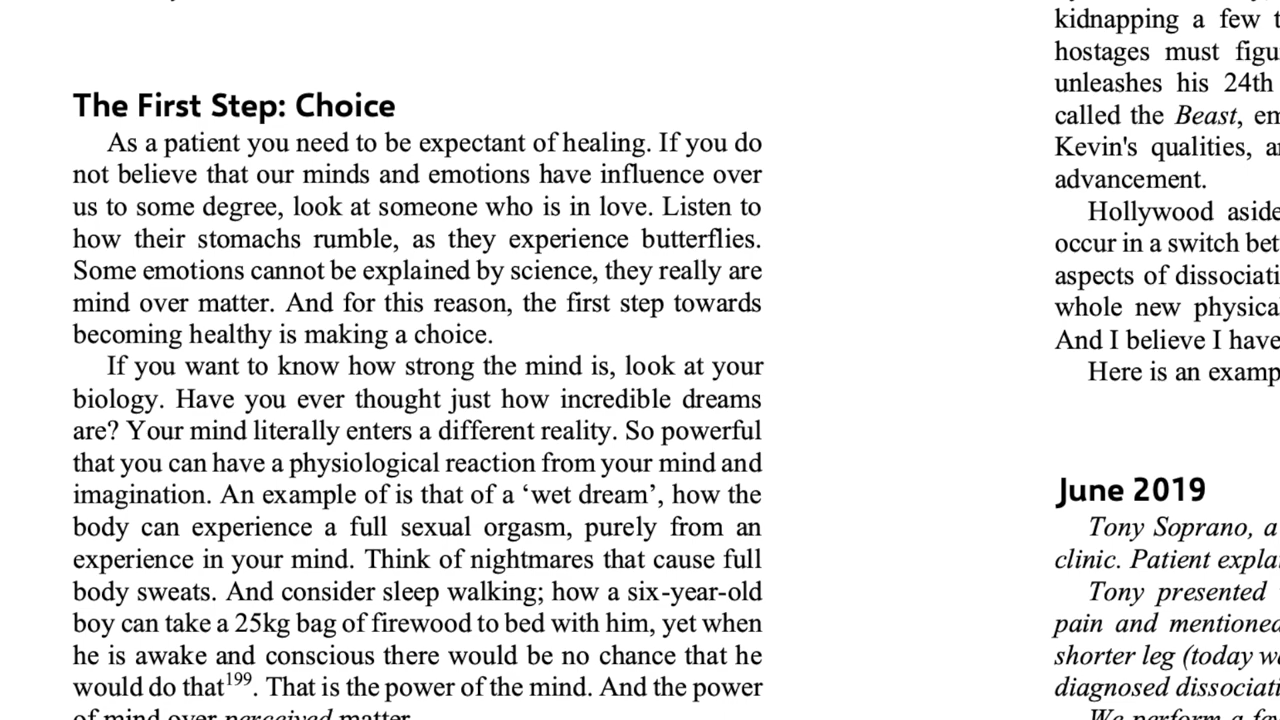 The First Step: Choice
As a patient you need to be expectant of healing. If you do
not believe that our minds and emotions have influence over
us to some degree, look at someone who is in love. Listen to
how their stomachs rumble, as they experience butterflies.
Some emotions cannot be explained by science, they really are
mind over matter. And for this reason, the first step towards
becoming healthy is making a choice.
If you want to know how strong the mind is, look at your
biology. Have you ever thought just how incredible dreams
are? Your mind literally enters a different reality. So powerful
that you can have a physiological reaction from your mind and
imagination. An example of is that of a ‘wet dream’, how the
body can experience a full sexual orgasm, purely from an
experience in your mind. Think of nightmares that cause full
body sweats. And consider sleep walking; how a six-year-old
boy can take a 25kg bag of firewood to bed with him, yet when
he is awake and conscious there would be no chance that he
would do that199. That is the power of the mind. And the power
of mind over perceived matter.
kidnapping a few
hostages must
unleashes his 24th
called the Beast,
Kevin's qualities,
advancement.
Hollywood aside
occur in a switch
aspects of
whole new
And I believe I have
Here is an
June 2019
Tony Soprano, a
clinic. Patient
Tony presented
pain and mentioned
shorter leg (today
diagnosed
We perform a